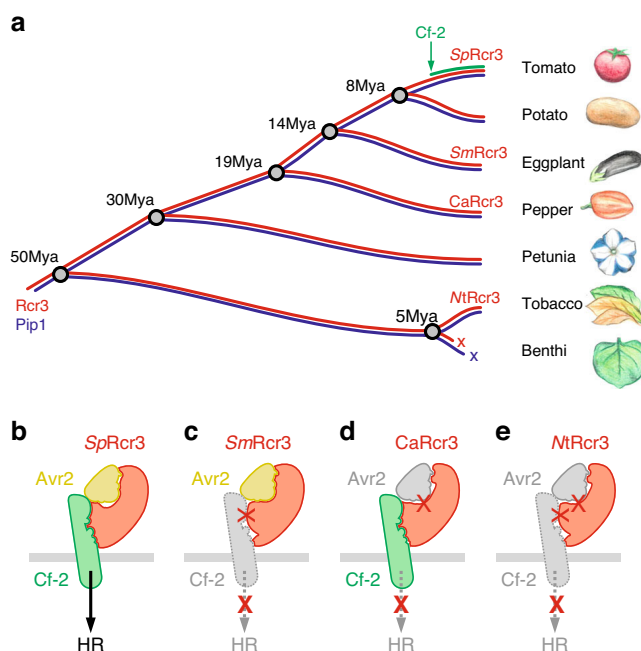 a
Cf-2
SpRcr3
Tomato
8Mya
Potato
14Mya
SmRcr3
Eggplant
19Mya
CaRcr3
Pepper
30Mya
Petunia
50Mya
NtRcr3
Tobacco
Rcr3
5Mya
Pip1
x
x
Benthi
b
SpRcr3
Avr2
Cf-2
HR
c
SmRcr3
Avr2
Cf-2
X
HR
d
CaRcr3
Avr2
Cf-2
X
HR
e
NtRcr3
Avr2
Cf-2
X
HR